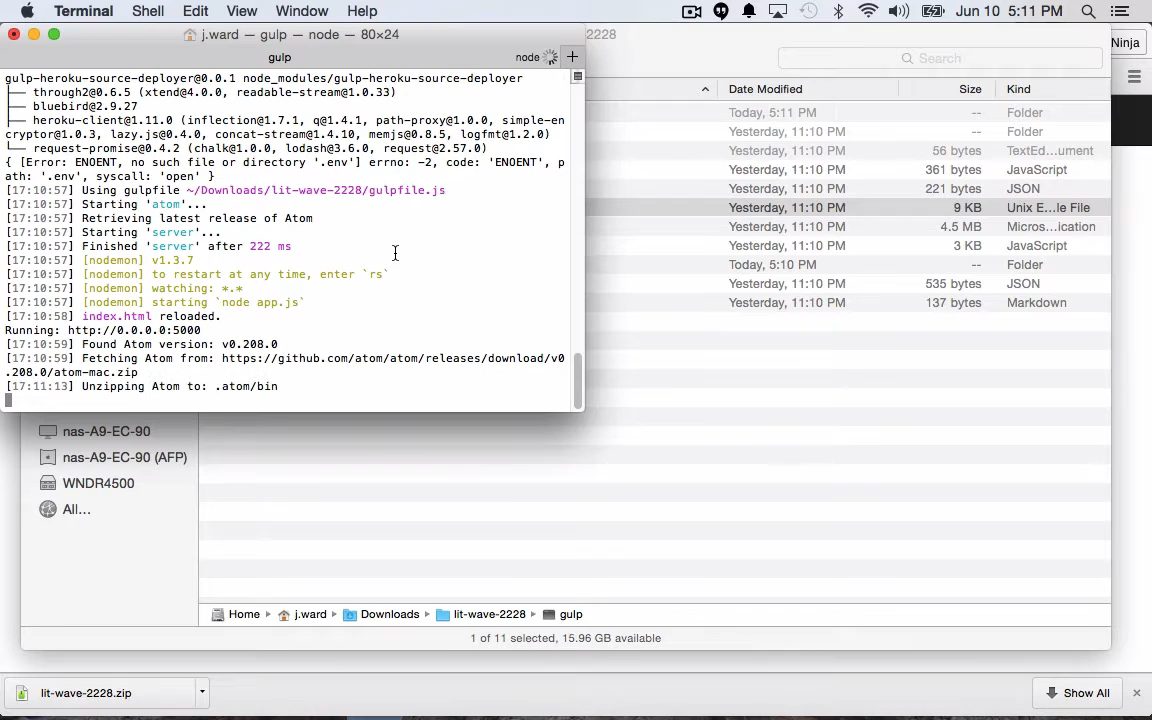 Terminal Shell Edit View Window Help Jun 10 5:11 PM
j.ward — gulp — node — 80×24
2228
Ninja
gulp
node
Search
Date Modified Size Kind
gulp-heroku-source-deployer@0.0.1 node_modules/gulp-heroku-source-deployer
├── through2@0.6.5 (xtend@4.0.0, readable-stream@1.0.33)
├── bluebird@2.9.27
├── heroku-client@1.11.0 (inflection@1.7.1, q@1.4.1, path-proxy@1.0.0, simple-en
cryptor@1.0.3, lazy.js@0.4.0, concat-stream@1.4.10, memjs@0.8.5, logfmt@1.2.0)
└── request-promise@0.4.2 (chalk@1.0.0, lodash@3.6.0, request@2.57.0)
{ [Error: ENOENT, no such file or directory '.env'] errno: -2, code: 'ENOENT', p
ath: '.env', syscall: 'open' }
[17:10:57] Using gulpfile ~/Downloads/lit-wave-2228/gulpfile.js
[17:10:57] Starting 'atom'...
[17:10:57] Retrieving latest release of Atom
[17:10:57] Starting 'server'...
[17:10:57] Finished 'server' after 222 ms
[17:10:57] [nodemon] v1.3.7
[17:10:57] [nodemon] to restart at any time, enter `rs`
[17:10:57] [nodemon] watching: *.*
[17:10:57] [nodemon] starting `node app.js`
[17:10:58] index.html reloaded.
Running: http://0.0.0.0:5000
[17:10:59] Found Atom version: v0.208.0
[17:10:59] Fetching Atom from: https://github.com/atom/atom/releases/download/v0
.208.0/atom-mac.zip
[17:11:13] Unzipping Atom to: .atom/bin
Today, 5:11 PM -- Folder
Yesterday, 11:10 PM -- Folder
Yesterday, 11:10 PM 56 bytes TextEd...ument
Yesterday, 11:10 PM 361 bytes JavaScript
Yesterday, 11:10 PM 221 bytes JSON
Yesterday, 11:10 PM 9 KB Unix E...le File
Yesterday, 11:10 PM 4.5 MB Micros...ication
Yesterday, 11:10 PM 3 KB JavaScript
Today, 5:10 PM -- Folder
Yesterday, 11:10 PM 535 bytes JSON
Yesterday, 11:10 PM 137 bytes Markdown
nas-A9-EC-90
nas-A9-EC-90 (AFP)
WNDR4500
All...
Home j.ward Downloads lit-wave-2228 gulp
1 of 11 selected, 15.96 GB available
lit-wave-2228.zip
Show All